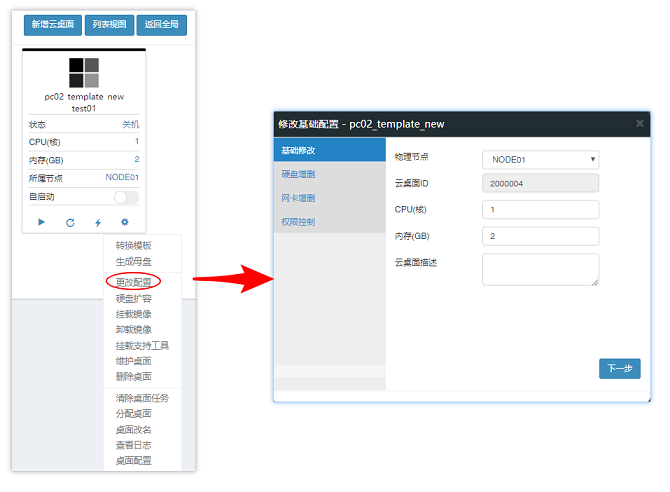 新增云桌面 列表视图 返回全局
pc02_template_new
test01
状态 关机
CPU(核) 1
内存(GB) 2
所属节点 NODE01
自启动
转换模板
生成母盘
更改配置
硬盘扩容
挂载镜像
卸载镜像
挂载支持工具
维护桌面
删除桌面
清除桌面任务
分配桌面
桌面改名
查看日志
桌面配置
修改基础配置 - pc02_template_new ×
基础修改
硬盘增删
网卡增删
权限控制
物理节点 NODE01
云桌面ID 2000004
CPU(核) 1
内存(GB) 2
云桌面描述
下一步